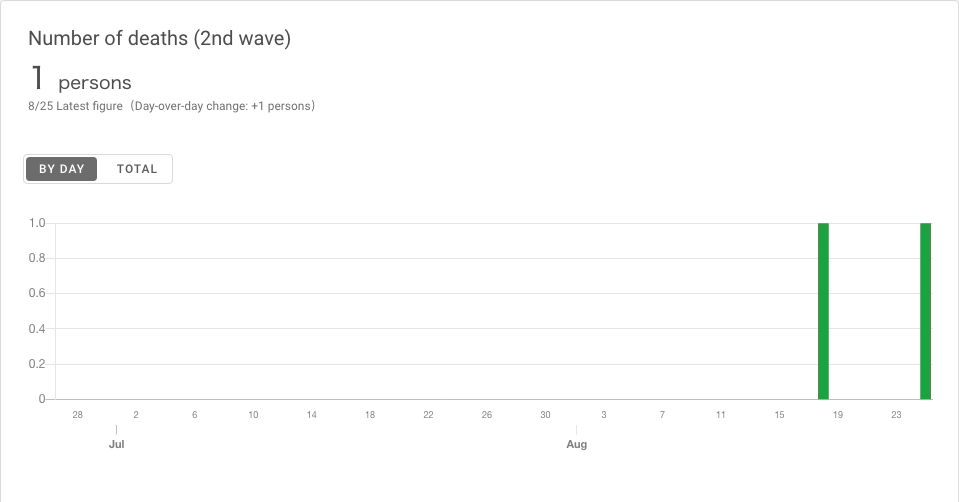 Number of deaths (2nd wave)
1 persons
8/25 Latest figure（Day-over-day change: +1 persons）
BY DAY TOTAL
1.0
0.8
0.6
0.4
0.2
0
28 2 6 10 14 18 22 26 30 3 7 11 15 19 23
Jul Aug